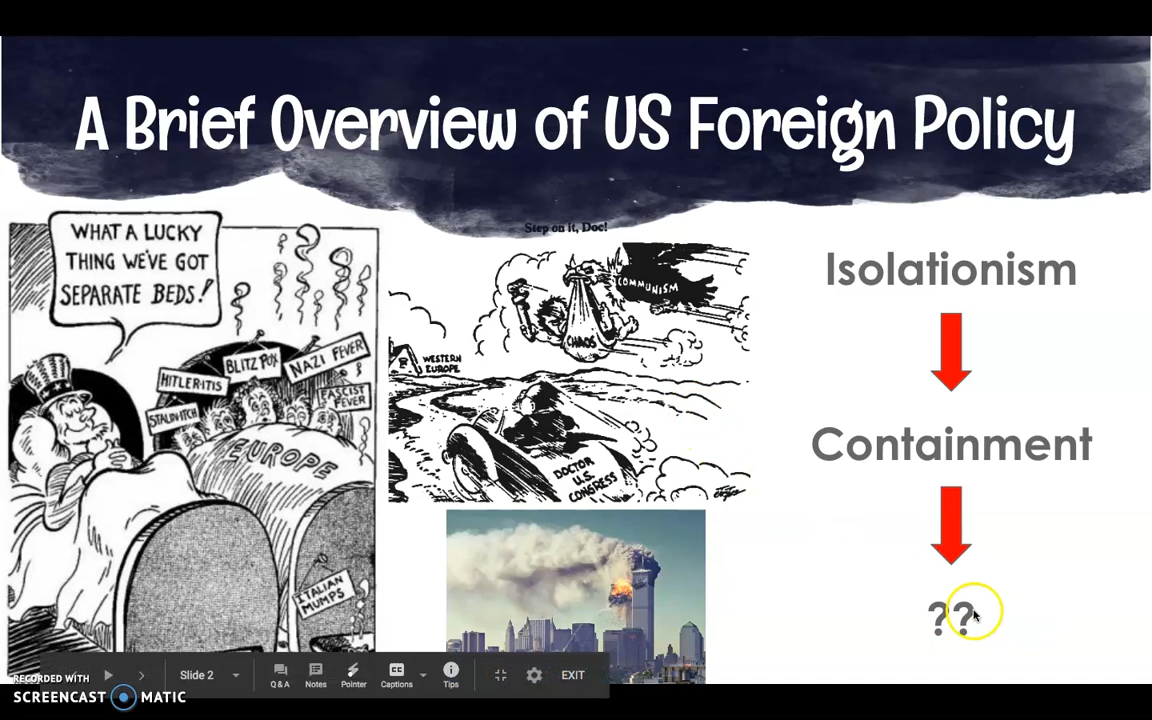 A Brief Overview of US Foreign Policy
WHAT A LUCKY
THING WE'VE GOT
SEPARATE BEDS!
HITLER-ITIS
BLITZ POX
NAZI FEVER
FASCIST
FEVER
STALINITCH
EUROPE
ITALIAN
MUMPS
Step on it, Doc!
COMMUNISM
CHAOS
WESTERN
EUROPE
DOCTOR
U.S.
CONGRESS
Isolationism
Containment
??
Slide 2
Q & A
Notes
Pointer
Captions
Tips
EXIT
RECORDED WITH
SCREENCAST MATIC